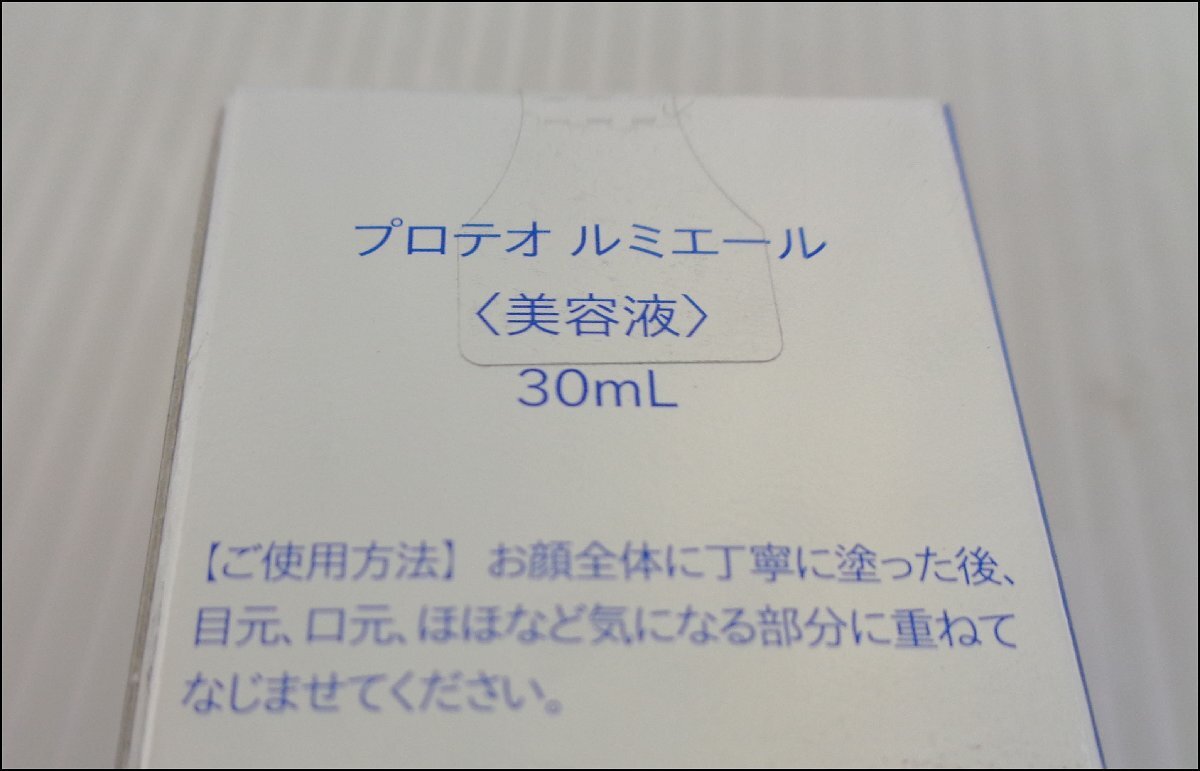 プロテオ ルミエール
〈美容液〉
30mL
【ご使用方法】お顔全体に丁寧に塗った後、
目元、口元、ほほなど気になる部分に重ねて
なじませてください。